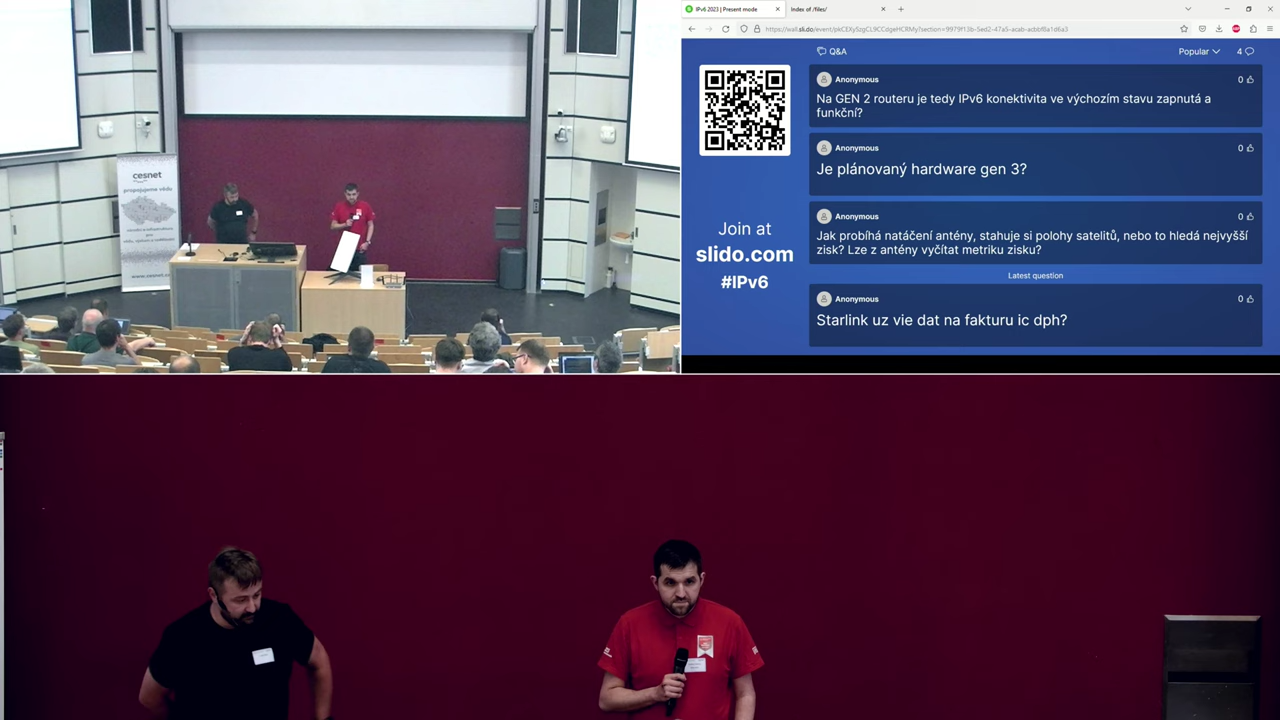 cesnet
propojujeme vědu
IPv6 2023 | Present mode
Index of /files/
Q&A
Popular
4
Anonymous
0
Na GEN 2 routeru je tedy IPv6 konektivita ve výchozím stavu zapnutá a
funkční?
Anonymous
0
Je plánovaný hardware gen 3?
Anonymous
0
Jak probíhá natáčení antény, stahuje si polohy satelitů, nebo to hledá nejvyšší
zisk? Lze z antény vyčítat metriku zisku?
Latest question
Anonymous
0
Starlink uz vie dat na fakturu ic dph?
Join at
slido.com
#IPv6